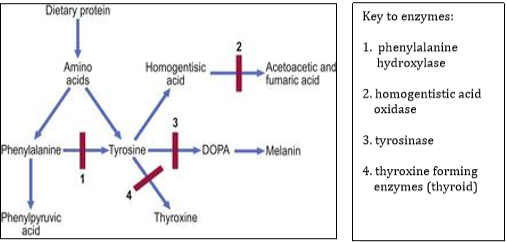 Dietary protein
Amino
acids
Homogentisic
acid
2
Acetoacetic and
fumaric acid
Phenylalanine
1
Tyrosine
3
DOPA
Melanin
4
Phenylpyruvic
acid
Thyroxine
Key to enzymes:
1. phenylalanine
hydroxylase
2. homogentistic acid
oxidase
3. tyrosinase
4. thyroxine forming
enzymes (thyroid)